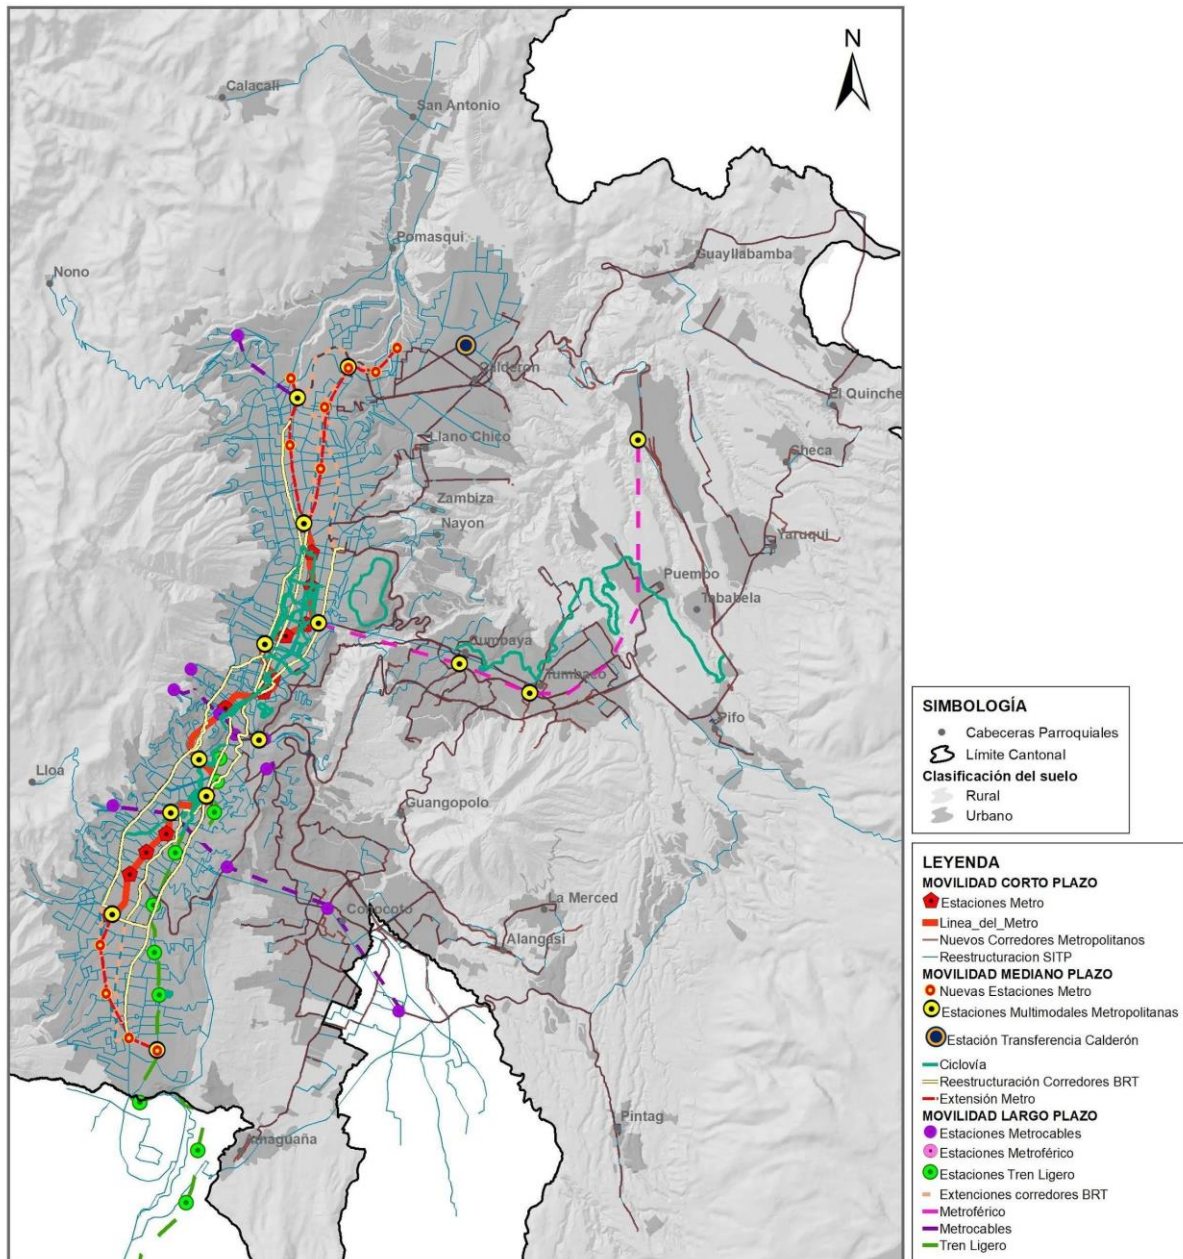 N
Calacali
San Antonio
Pomasqui
Nono
Guayllabamba
Calderon
El Quinche
Llano Chico
Checa
Zambiza
Nayon
Yaruqui
Puembo
Tababela
Cumbaya
Tumbaco
Pifo
Lloa
Guangopolo
La Merced
Conocoto
Alangasi
Pintag
Amaguaña
SIMBOLOGÍA
Cabeceras Parroquiales
Límite Cantonal
Clasificación del suelo
Rural
Urbano
LEYENDA
MOVILIDAD CORTO PLAZO
Estaciones Metro
Linea_del_Metro
Nuevos Corredores Metropolitanos
Reestructuracion SITP
MOVILIDAD MEDIANO PLAZO
Nuevas Estaciones Metro
Estaciones Multimodales Metropolitanas
Estación Transferencia Calderón
Ciclovía
Reestructuración Corredores BRT
Extensión Metro
MOVILIDAD LARGO PLAZO
Estaciones Metrocables
Estaciones Metroférico
Estaciones Tren Ligero
Extenciones corredores BRT
Metroférico
Metrocables
Tren Ligero